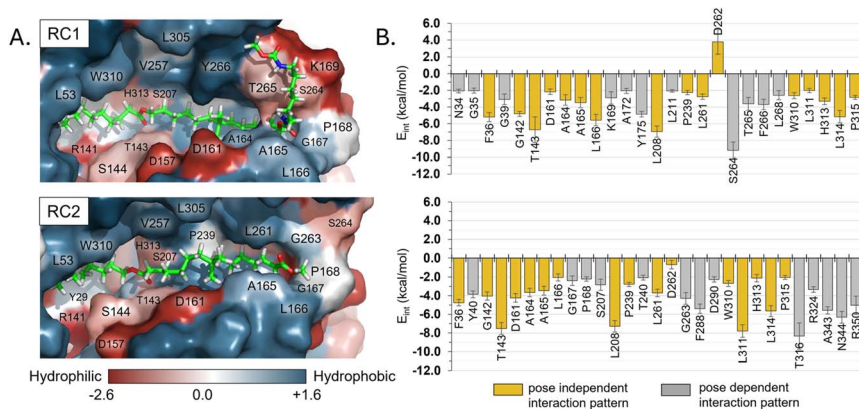 A.
RC1
L305
V257
W310
Y266
K169
L53
H313
S207
T265
S264
P168
R141
T143
A164
A165
G167
S144
D157
D161
L166
RC2
L305
V257
L261
S264
W310
P239
G263
L53
H313
S207
P168
Y29
T143
A165
G167
R141
S144
D161
L166
D157
Hydrophilic
Hydrophobic
-2.6
0.0
+1.6
B.
Eint (kcal/mol)
6.0
4.0
2.0
0.0
-2.0
-4.0
-6.0
-8.0
-10.0
-12.0
N34
G35
F36
G39
G142
T143
D161
A164
A165
L166
K169
A172
Y175
L208
L211
P239
L261
D262
S264
T265
F266
L268
W310
L311
H313
L314
P315
Eint (kcal/mol)
6.0
4.0
2.0
0.0
-2.0
-4.0
-6.0
-8.0
-10.0
-12.0
F36
Y40
G142
T143
D161
A164
A165
L166
G167
P168
S207
L208
P239
T240
L261
D262
G263
F288
D290
W310
L311
H313
L314
P315
T316
R324
A343
N344
R350
pose independent
interaction pattern
pose dependent
interaction pattern